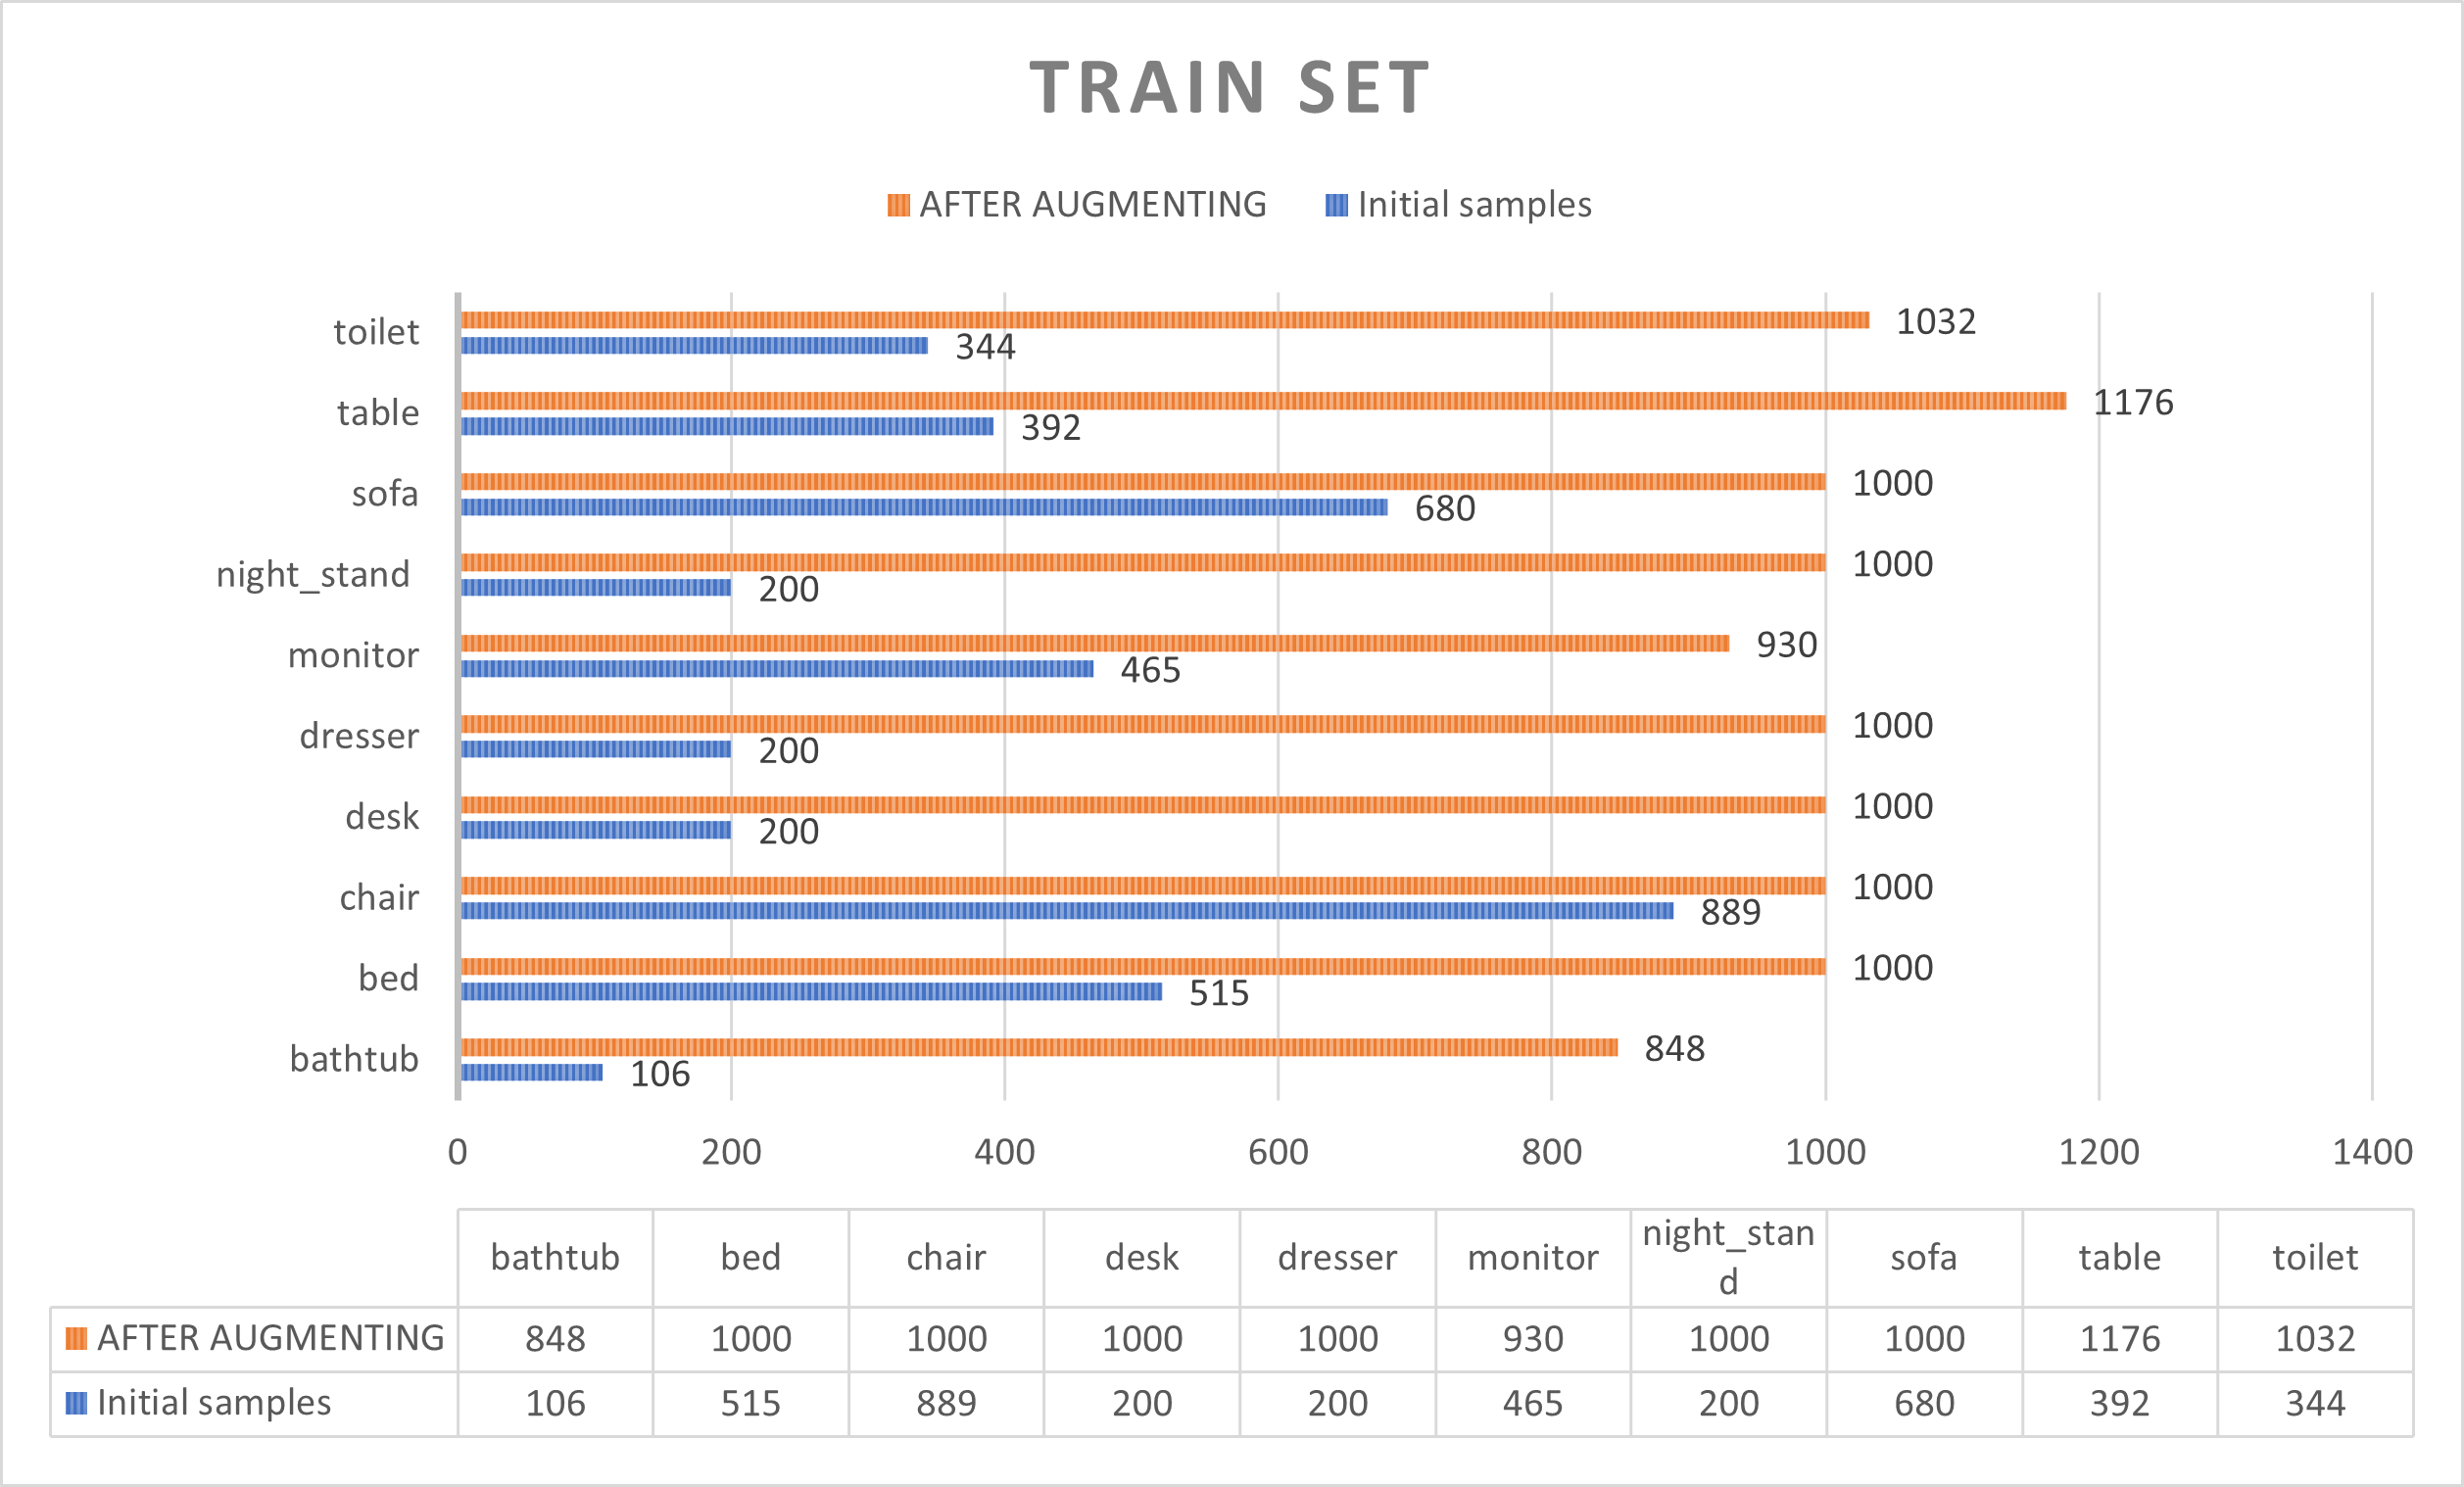 TRAIN SET
AFTER AUGMENTING Initial samples
toilet 1032
344
table 1176
392
sofa 1000
680
night_stand 1000
200
monitor 930
465
dresser 1000
200
desk 1000
200
chair 1000
889
bed 1000
515
bathtub 848
106
0 200 400 600 800 1000 1200 1400
bathtub bed chair desk dresser monitor night_stan sofa table toilet
d
AFTER AUGMENTING 848 1000 1000 1000 1000 930 1000 1000 1176 1032
Initial samples 106 515 889 200 200 465 200 680 392 344